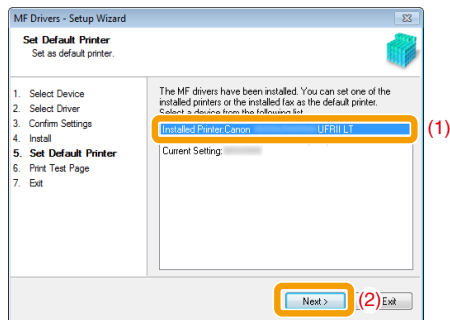 MF Drivers - Setup Wizard
Set Default Printer
Set as default printer.
1. Select Device
2. Select Driver
3. Confirm Settings
4. Install
5. Set Default Printer
6. Print Test Page
7. Exit
The MF drivers have been installed. You can set one of the
installed printers or the installed fax as the default printer.
Select a device from the following list.
Installed Printer:Canon UFRII LT
(1)
Current Setting:
Next >
(2)
Exit